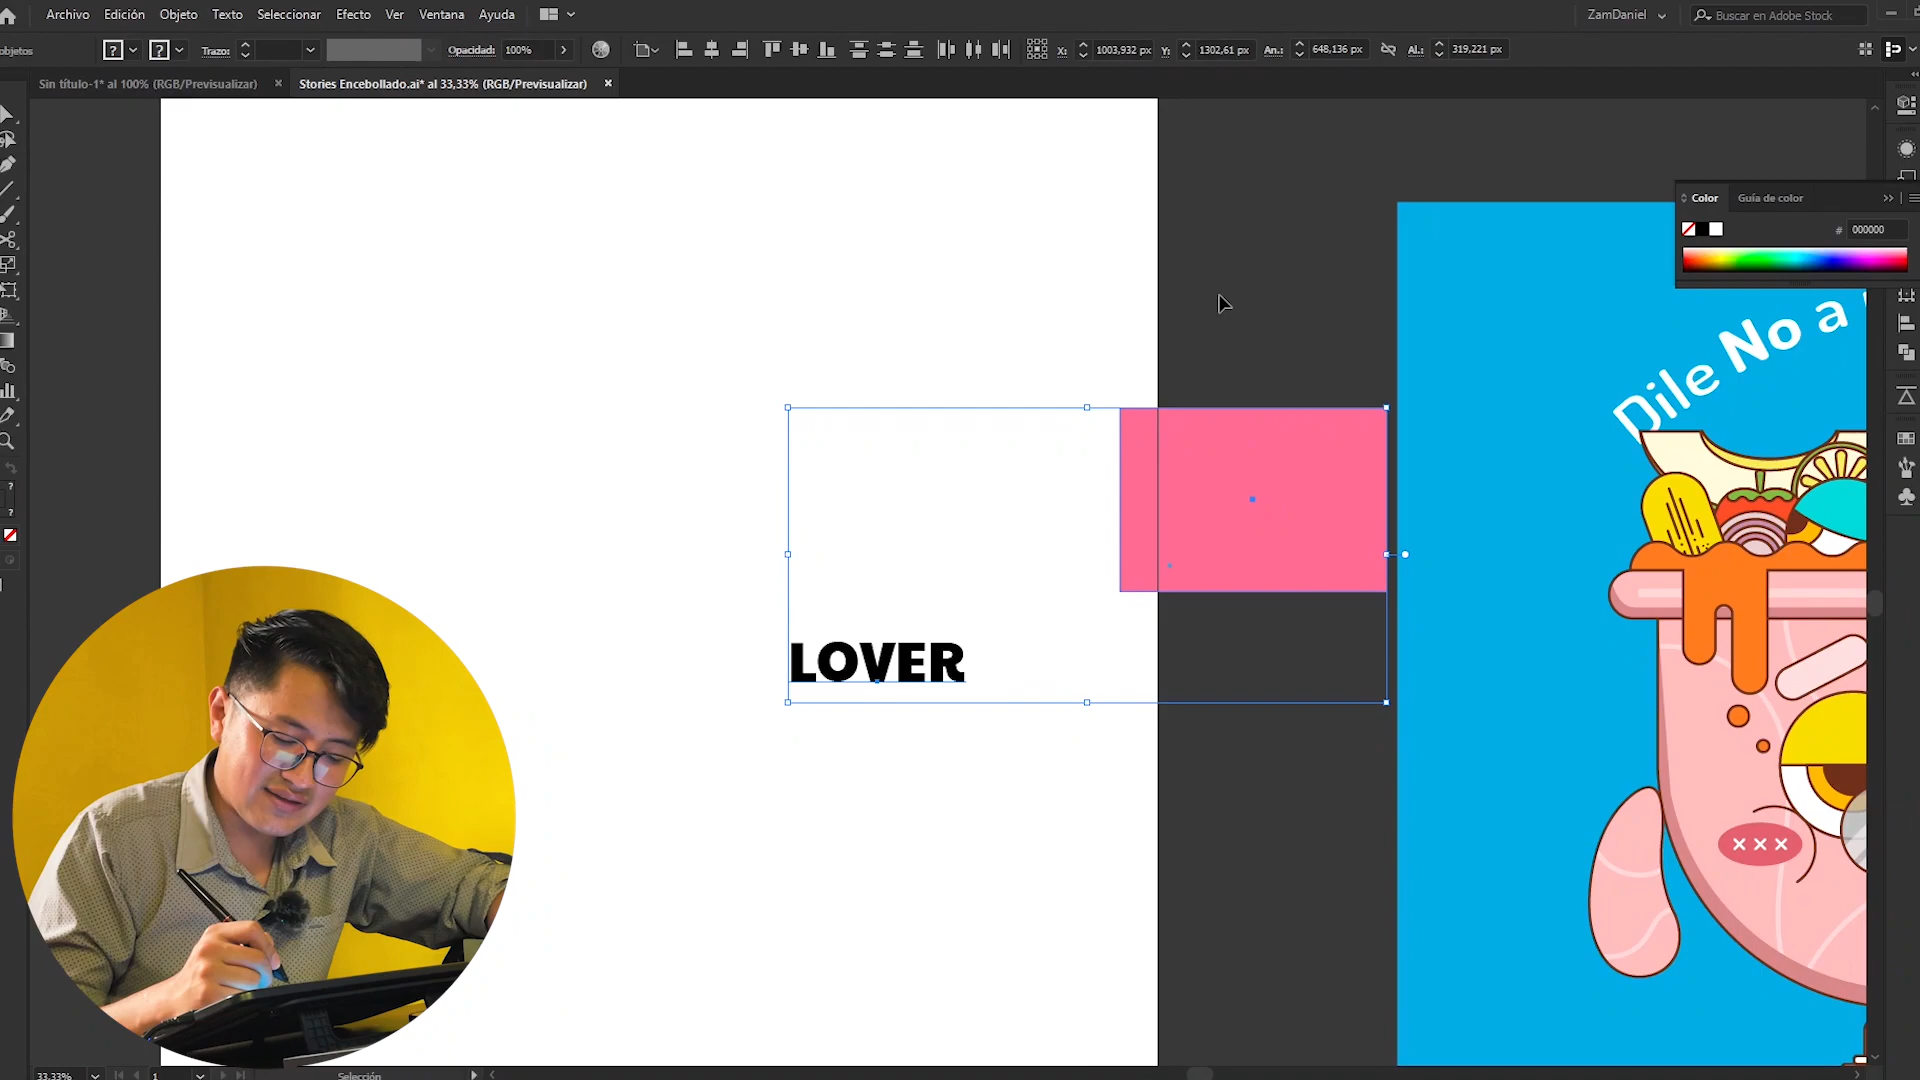 Archivo Edición Objeto Texto Seleccionar Efecto Ver Ventana Ayuda ZamDaniel Buscar en Adobe Stock
objetos ? ? Trazo: Opacidad: 100% X: 1003,932 px Y: 1302,61 px An.: 648,136 px Al.: 319,221 px
Sin título-1* al 100% (RGB/Previsualizar) × Stories Encebollado.ai* al 33,33% (RGB/Previsualizar) ×
Color Guía de color
# 000000
Dile No a
LOVER
× × ×
33,33% 1 Selección